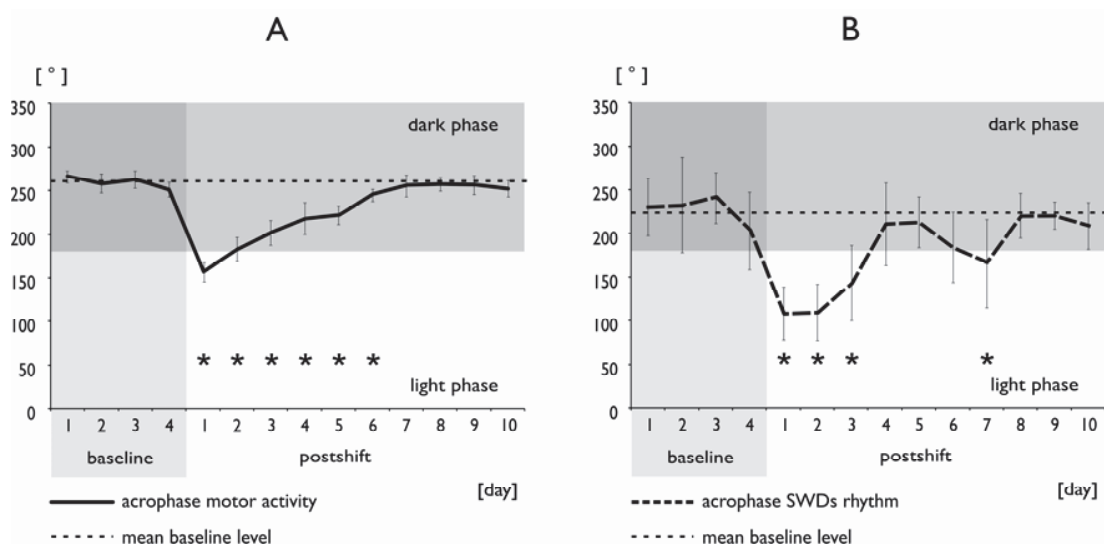 A
[ ° ]
350
300
250
200
150
100
50
0
dark phase
* * * * * *
light phase
1 2 3 4 1 2 3 4 5 6 7 8 9 10
baseline postshift
[day]
acrophase motor activity
mean baseline level
B
[ ° ]
350
300
250
200
150
100
50
0
dark phase
* * * *
light phase
1 2 3 4 1 2 3 4 5 6 7 8 9 10
baseline postshift
[day]
acrophase SWDs rhythm
mean baseline level